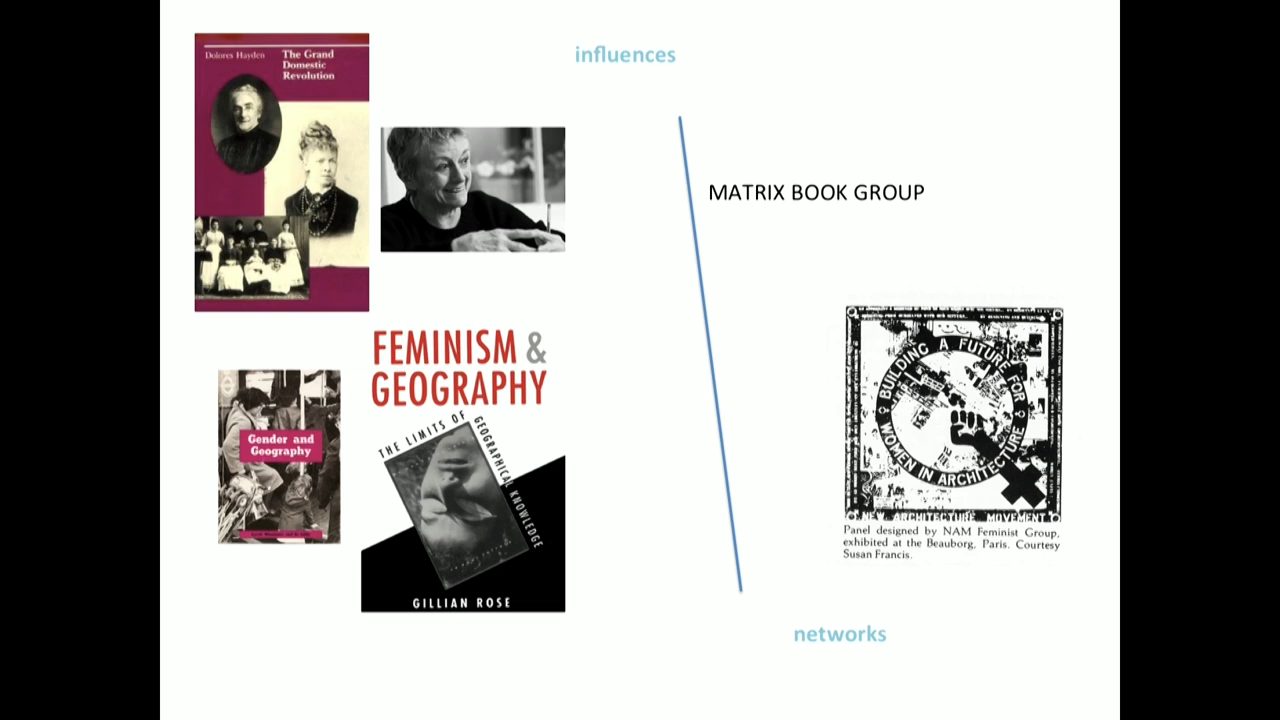 influences
Dolores Hayden
The Grand
Domestic
Revolution
MATRIX BOOK GROUP
FEMINISM &
GEOGRAPHY
THE LIMITS OF
GEOGRAPHICAL KNOWLEDGE
GILLIAN ROSE
Gender and
Geography
BUILDING A FUTURE FOR
WOMEN IN ARCHITECTURE
NEW ARCHITECTURE MOVEMENT
Panel designed by NAM Feminist Group,
exhibited at the Beauborg, Paris. Courtesy
Susan Francis.
networks